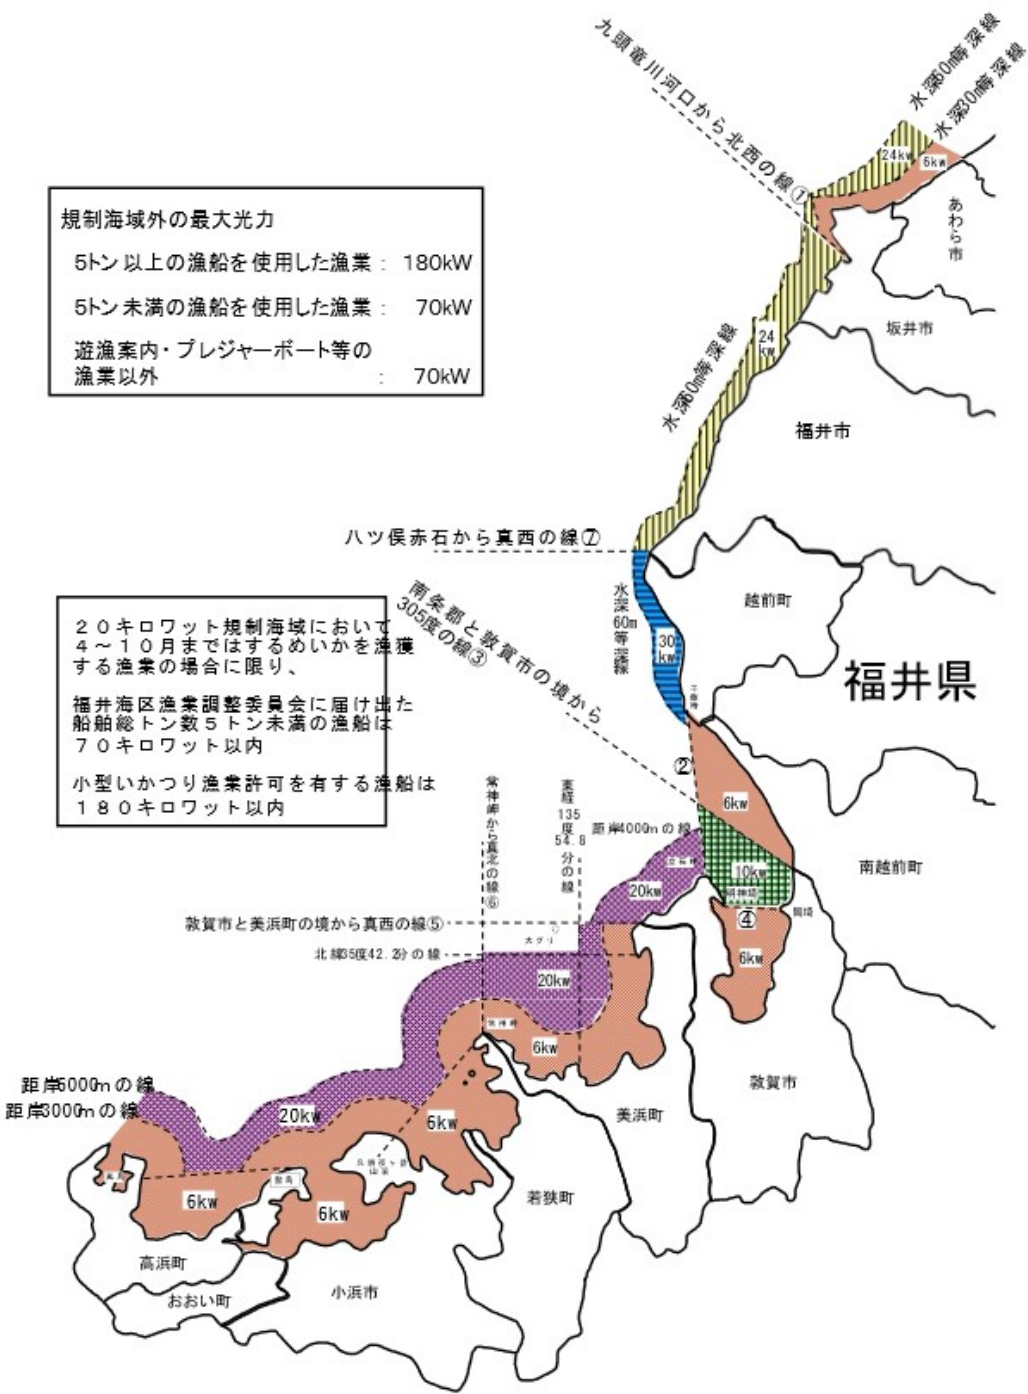 九頭竜川河口から北西の線①
水深60m等深線
水深30m等深線
24kw
6kw
あわら市
規制海域外の最大光力
5トン以上の漁船を使用した漁業： 180kW
5トン未満の漁船を使用した漁業： 70kW
遊漁案内・プレジャーボート等の
漁業以外 ： 70kW
坂井市
24
kw
水深60m等深線
福井市
ハツ俣赤石から真西の線⑦
水深60m等深線
30
kw
越前町
福井県
南条郡と敦賀市の境から
305度の線③
２０キロワット規制海域において
４～１０月まではするめいかを漁獲
する漁業の場合に限り、
福井海区漁業調整委員会に届け出た
船舶総トン数５トン未満の漁船は
７０キロワット以内
小型いかつり漁業許可を有する漁船は
１８０キロワット以内
②
6kw
常神岬から真北の線⑥
東経
135
度
54.8
分の線
距岸4000mの線
立石岬
10kw
明神埼
岡埼
南越前町
20kw
④
敦賀市と美浜町の境から真西の線⑤
大グリ
北緯35度42.2分の線
20kw
6kw
常神岬
6kw
敦賀市
距岸5000mの線
距岸3000mの線
20kw
6kw
美浜町
若狭町
6kw
6kw
高浜町
おおい町
小浜市